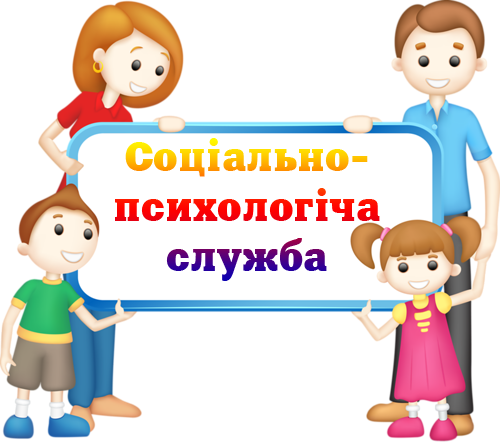 Соціально-
психологіча
служба